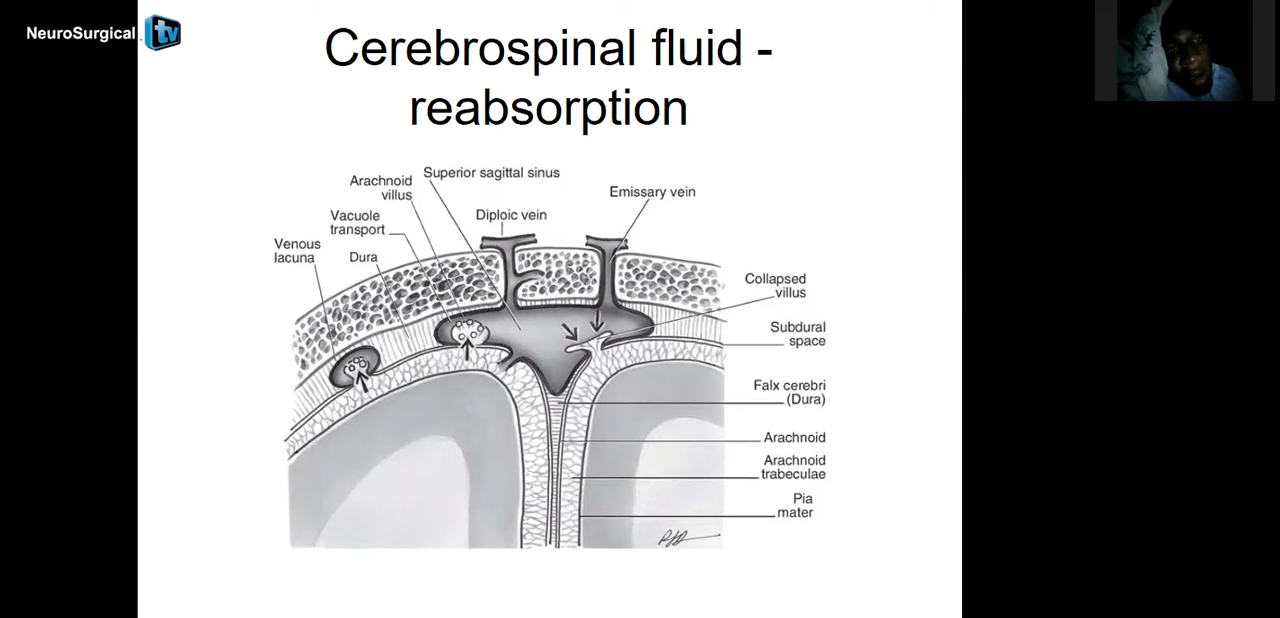 NeuroSurgical tv
Cerebrospinal fluid -
reabsorption
Superior sagittal sinus
Arachnoid
villus
Emissary vein
Vacuole
transport
Diploic vein
Venous
lacuna
Dura
Collapsed
villus
Subdural
space
Falx cerebri
(Dura)
Arachnoid
Arachnoid
trabeculae
Pia
mater